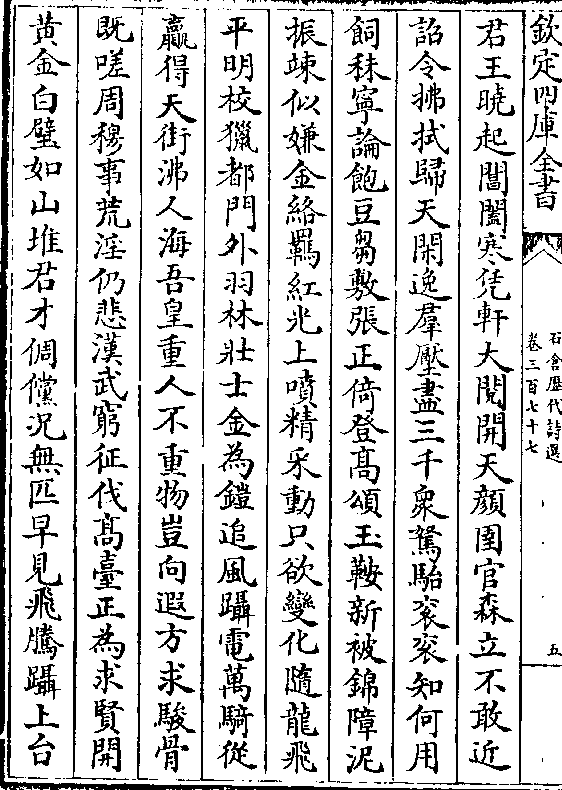 欽定四庫全書
石倉歷代詩選
卷三百七十七
五
君王曉起閶闔寒凭軒大閱開天顔圉官森立不敢近
詔令拂拭歸天閑逸羣壓盡三千衆駑駘衮衮知何用
飼秣寧論飽豆芻敷張正倚登髙頌玉鞍新被錦障泥
振竦似嫌金絡羈紅光上噴精采動只欲變化隨龍飛
平明校獵都門外羽林壯士金為鎧追風躡電萬騎從
贏得天街沸人海吾皇重人不重物豈向遐方求駿骨
既嗟周穆事荒淫仍悲漢武窮征伐髙臺正為求賢開
黄金白璧如山堆君才倜儻況無匹早見飛騰躡上台